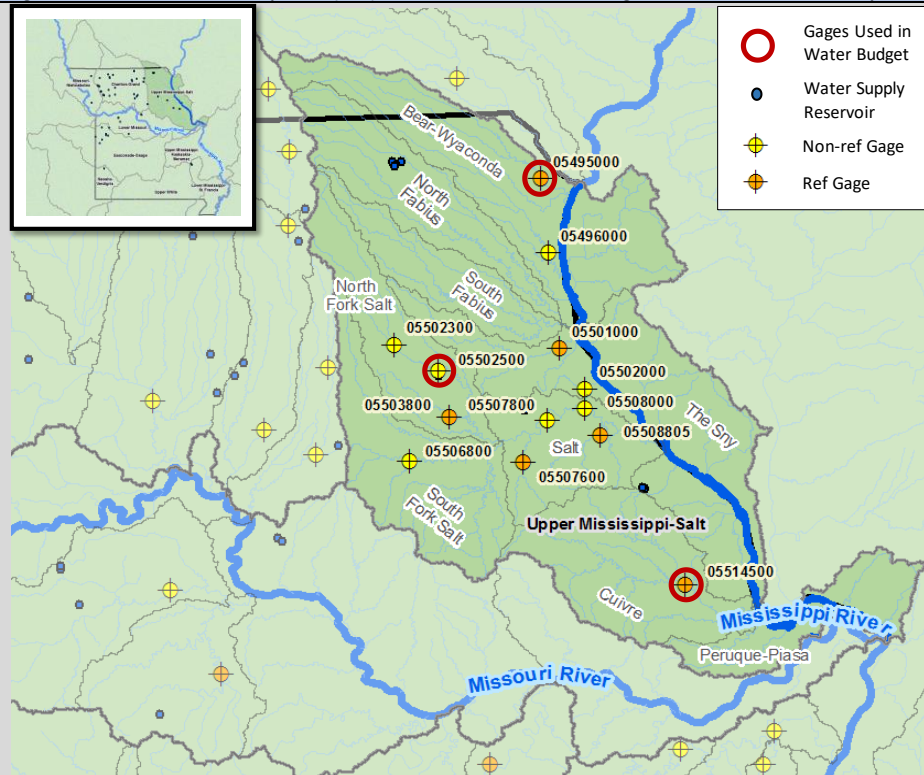 Gages Used in
Water Budget
Water Supply
Reservoir
Non-ref Gage
Ref Gage
Bear-Wyaconda
05495000
North
Fabius
05496000
South
Fabius
North
Fork Salt
05502300
05501000
05502500
05502000
05503800
05507800
05508000
The Sny
05508805
Salt
05506800
05507600
South
Fork Salt
Upper Mississippi-Salt
05514500
Cuivre
Mississippi River
Peruque-Piasa
Missouri River
Lower Missouri